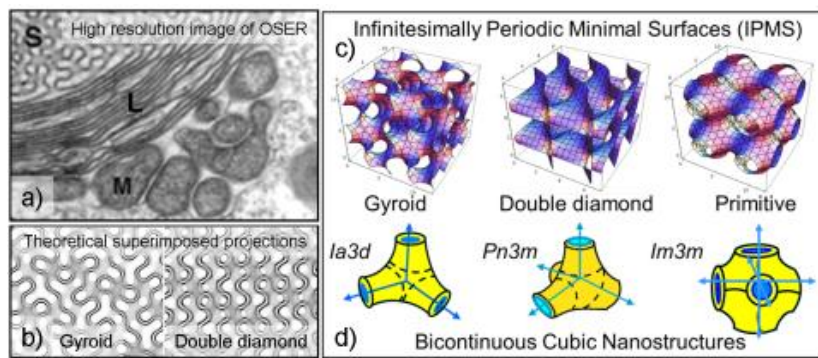 S
High resolution image of OSER
L
M
a)
Theoretical superimposed projections
b)
Gyroid
Double diamond
Infinitesimally Periodic Minimal Surfaces (IPMS)
c)
Gyroid
Double diamond
Primitive
Ia3d
Pn3m
Im3m
d)
Bicontinuous Cubic Nanostructures